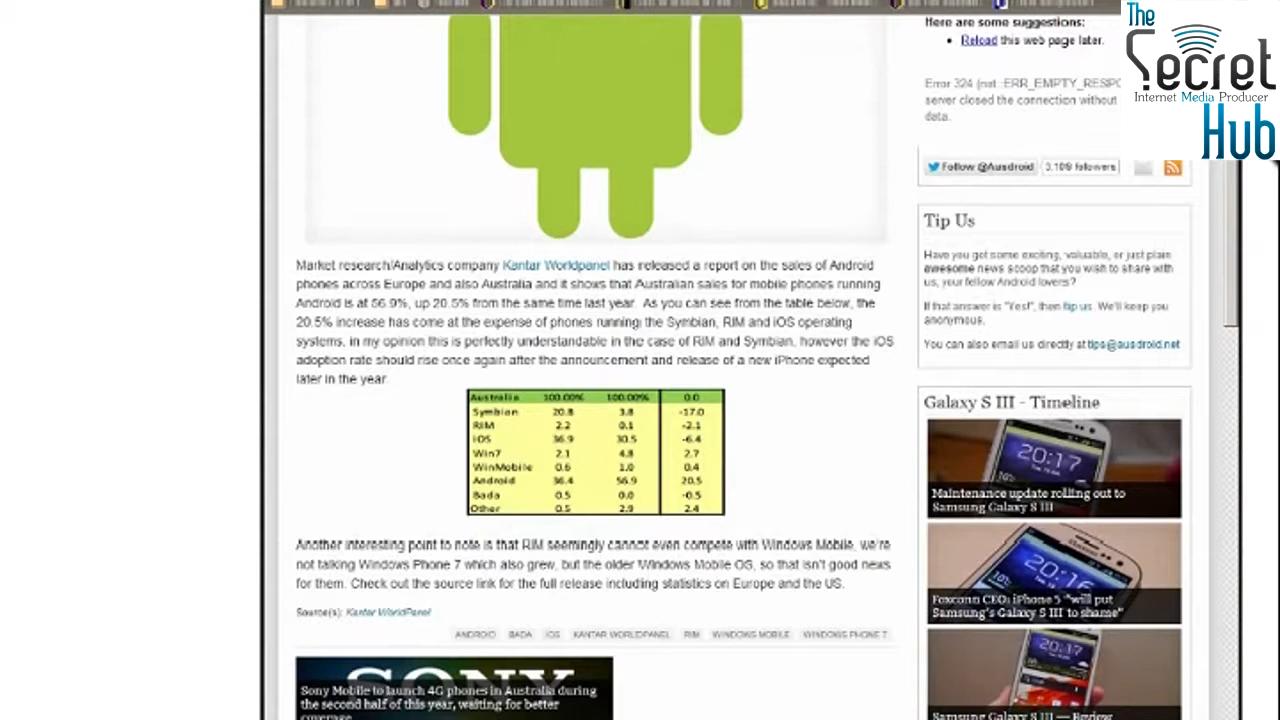 The
Secret
Internet Media Producer
Hub
Here are some suggestions:
Reload this web page later.
Error 324 (net::ERR_EMPTY_RESPO
server closed the connection without
data.
Follow @Ausdroid
followers
Tip Us
Have you got some exciting, valuable, or just plain
awesome news scoop that you wish to share with
us, your fellow Android lovers?
If that answer is "Yes!", then tip us. We'll keep you
anonymous.
You can also email us directly at tips@ausdroid.net
Market research/Analytics company Kantar Worldpanel has released a report on the sales of Android
phones across Europe and also Australia and it shows that Australian sales for mobile phones running
Android is at 56.9%, up 20.5% from the same time last year. As you can see from the table below, the
20.5% increase has come at the expense of phones running the Symbian, RIM and iOS operating
systems, in my opinion this is perfectly understandable in the case of RIM and Symbian, however the iOS
adoption rate should rise once again after the announcement and release of a new iPhone expected
later in the year.
Australia 100.00% 100.00% 0.0
Symbian 20.8 3.8 -17.0
RIM 2.2 0.1 -2.1
iOS 36.9 30.5 -6.4
Win7 2.1 4.8 2.7
WinMobile 0.6 1.0 0.4
Android 36.4 56.9 20.5
Bada 0.5 0.0 -0.5
Other 0.5 2.9 2.4
Another interesting point to note is that RIM seemingly cannot even compete with Windows Mobile, we're
not talking Windows Phone 7 which also grew, but the older Windows Mobile OS, so that isn't good news
for them. Check out the source link for the full release including statistics on Europe and the US.
Source(s): Kantar WorldPanel
ANDROID BADA IOS KANTAR WORLDPANEL RIM WINDOWS MOBILE WINDOWS PHONE 7
SONY
Sony Mobile to launch 4G phones in Australia during
the second half of this year, waiting for better
coverage
Galaxy S III - Timeline
20:17
Maintenance update rolling out to
Samsung Galaxy S III
20:16
Foxconn CEO: iPhone 5 "will put
Samsung's Galaxy S III to shame"
20:17
Samsung Galaxy S III — Review